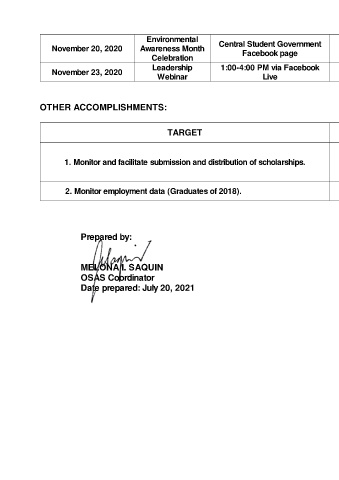 November 20, 2020
Environmental
Awareness Month
Celebration
Central Student Government
Facebook page
November 23, 2020
Leadership
Webinar
1:00-4:00 PM via Facebook
Live
OTHER ACCOMPLISHMENTS:
TARGET
1. Monitor and facilitate submission and distribution of scholarships.
2. Monitor employment data (Graduates of 2018).
Prepared by:
MELONA I. SAQUIN
OSAS Coordinator
Date prepared: July 20, 2021